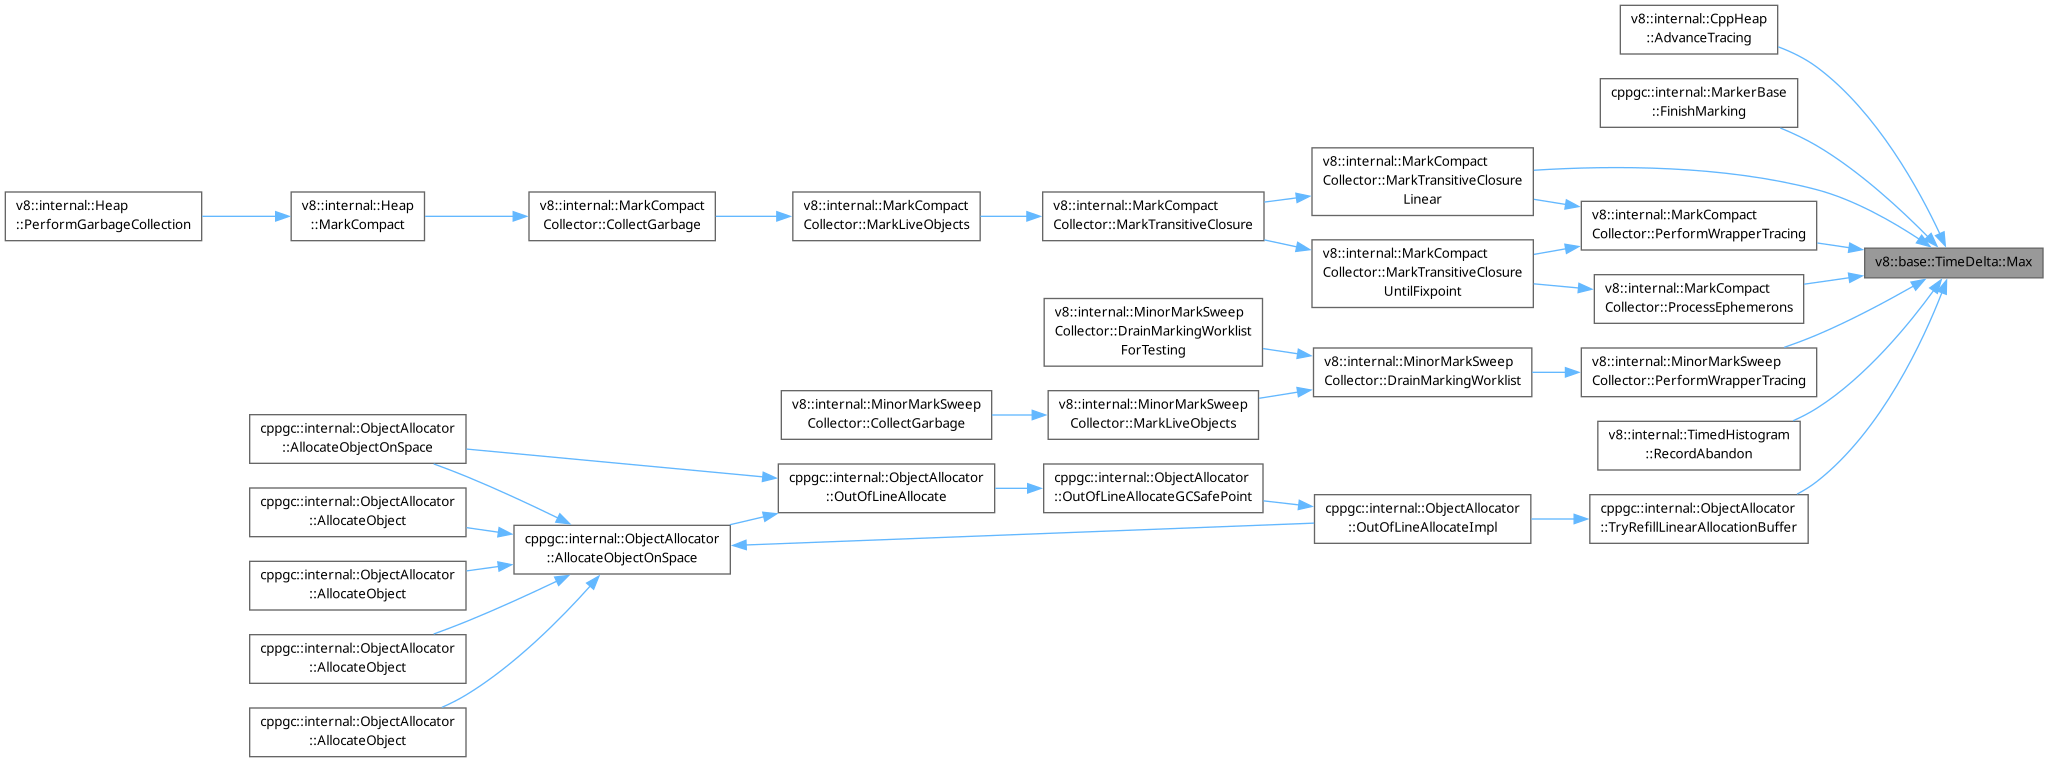 v8::internal::CppHeap
::AdvanceTracing
cppgc::internal::MarkerBase
::FinishMarking
v8::internal::MarkCompact
Collector::MarkTransitiveClosure
Linear
v8::internal::Heap
::PerformGarbageCollection
v8::internal::Heap
::MarkCompact
v8::internal::MarkCompact
Collector::CollectGarbage
v8::internal::MarkCompact
Collector::MarkLiveObjects
v8::internal::MarkCompact
Collector::MarkTransitiveClosure
v8::internal::MarkCompact
Collector::PerformWrapperTracing
v8::base::TimeDelta::Max
v8::internal::MarkCompact
Collector::MarkTransitiveClosure
UntilFixpoint
v8::internal::MarkCompact
Collector::ProcessEphemerons
v8::internal::MinorMarkSweep
Collector::DrainMarkingWorklist
ForTesting
v8::internal::MinorMarkSweep
Collector::DrainMarkingWorklist
v8::internal::MinorMarkSweep
Collector::PerformWrapperTracing
v8::internal::MinorMarkSweep
Collector::CollectGarbage
v8::internal::MinorMarkSweep
Collector::MarkLiveObjects
cppgc::internal::ObjectAllocator
::AllocateObjectOnSpace
v8::internal::TimedHistogram
::RecordAbandon
cppgc::internal::ObjectAllocator
::OutOfLineAllocate
cppgc::internal::ObjectAllocator
::OutOfLineAllocateGCSafePoint
cppgc::internal::ObjectAllocator
::AllocateObject
cppgc::internal::ObjectAllocator
::OutOfLineAllocateImpl
cppgc::internal::ObjectAllocator
::TryRefillLinearAllocationBuffer
cppgc::internal::ObjectAllocator
::AllocateObjectOnSpace
cppgc::internal::ObjectAllocator
::AllocateObject
cppgc::internal::ObjectAllocator
::AllocateObject
cppgc::internal::ObjectAllocator
::AllocateObject